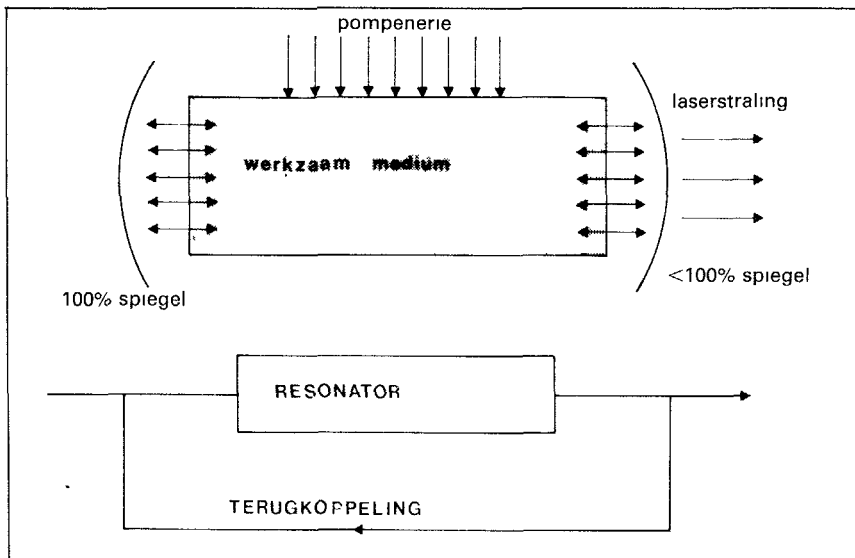 pompenerie
laserstraling
werkzaam medium
100% spiegel
<100% spiegel
RESONATOR
TERUGKOPPELING